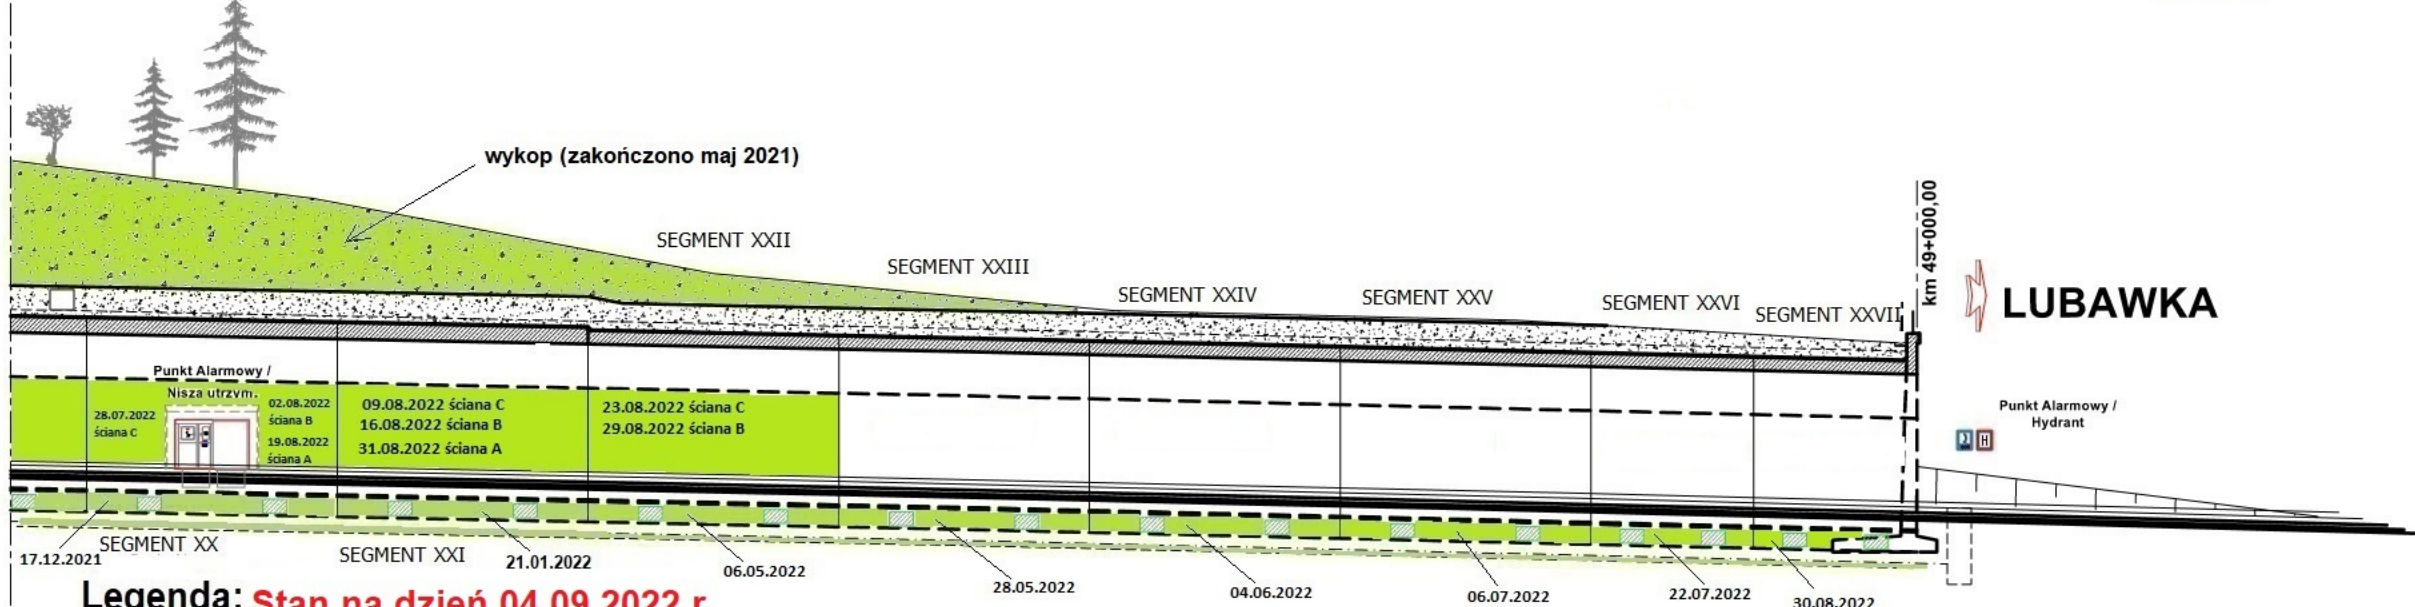 wykop (zakończono maj 2021)
SEGMENT XXII
SEGMENT XXIII
SEGMENT XXIV
SEGMENT XXV
SEGMENT XXVI
SEGMENT XXVII
km 49+000,00
LUBAWKA
Punkt Alarmowy /
Nisza utrzym.
28.07.2022
ściana C
02.08.2022
ściana B
19.08.2022
ściana A
09.08.2022 ściana C
16.08.2022 ściana B
31.08.2022 ściana A
23.08.2022 ściana C
29.08.2022 ściana B
Punkt Alarmowy /
Hydrant
H
17.12.2021
SEGMENT XX
SEGMENT XXI
21.01.2022
06.05.2022
28.05.2022
04.06.2022
06.07.2022
22.07.2022
30.08.2022
Legenda: Stan na dzień 04.09.2022 r